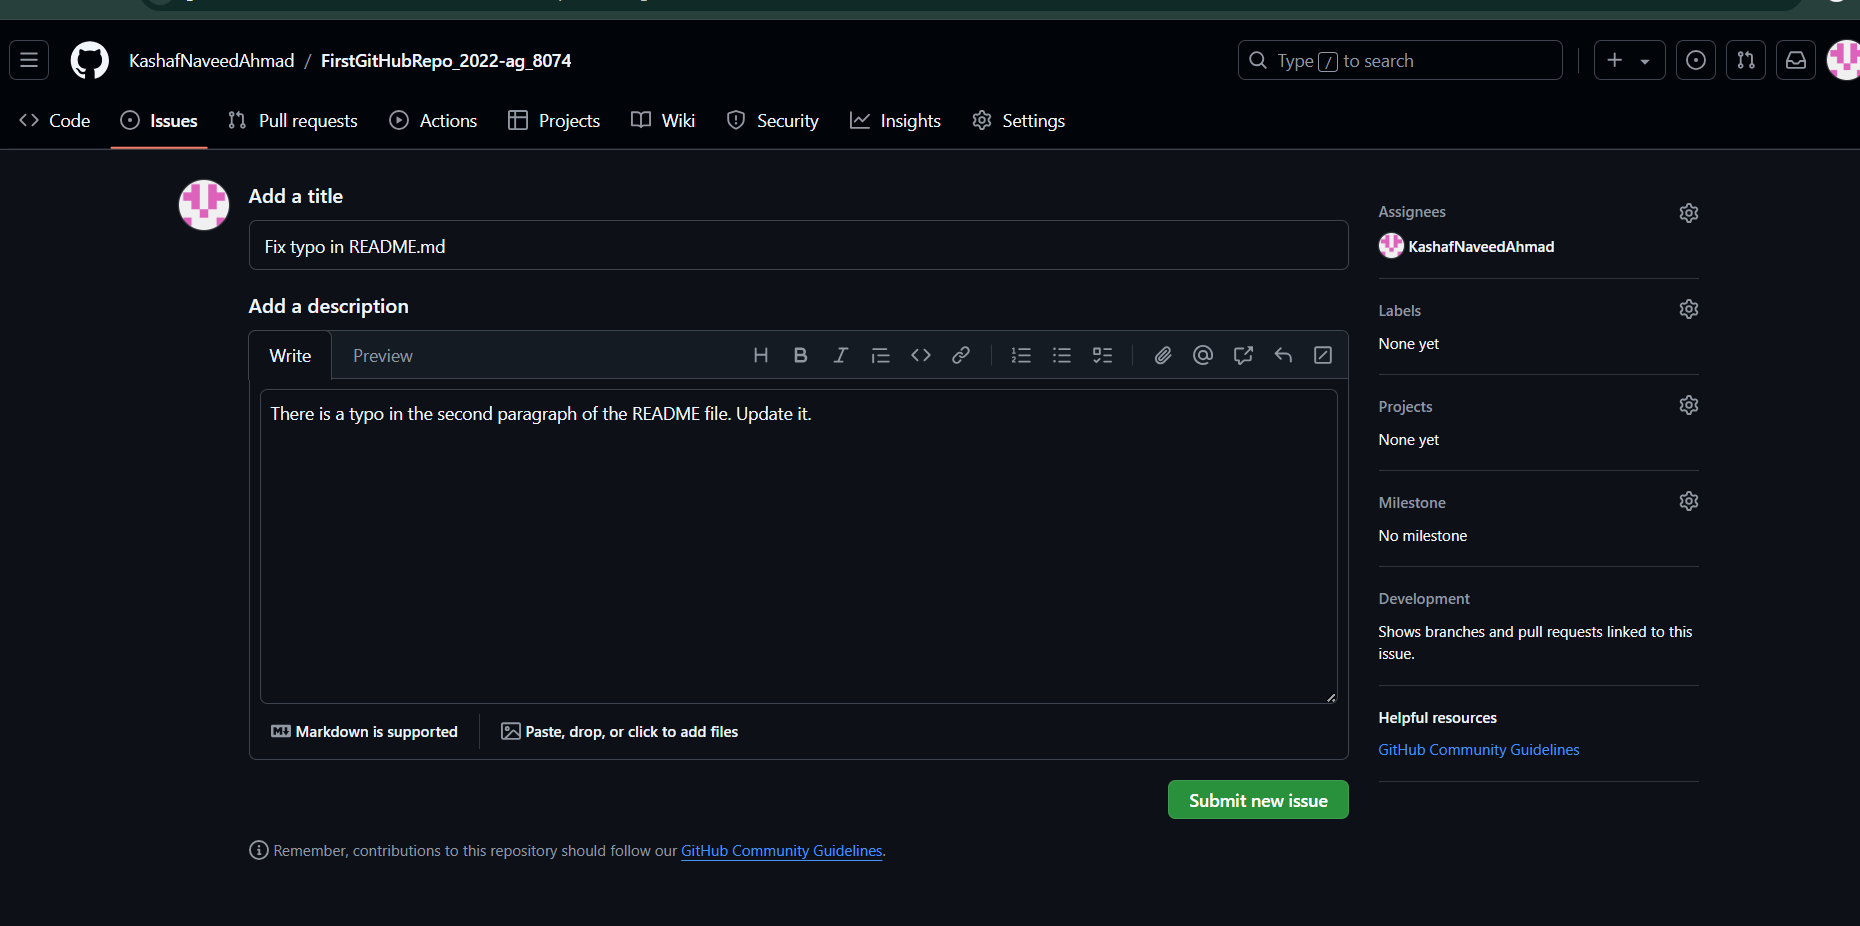 KashafNaveedAhmad / FirstGitHubRepo_2022-ag_8074
Type / to search
Code Issues Pull requests Actions Projects Wiki Security Insights Settings
Add a title
Fix typo in README.md
Add a description
Write Preview
There is a typo in the second paragraph of the README file. Update it.
Markdown is supported
Paste, drop, or click to add files
Submit new issue
Remember, contributions to this repository should follow our GitHub Community Guidelines.
Assignees
KashafNaveedAhmad
Labels
None yet
Projects
None yet
Milestone
No milestone
Development
Shows branches and pull requests linked to this
issue.
Helpful resources
GitHub Community Guidelines